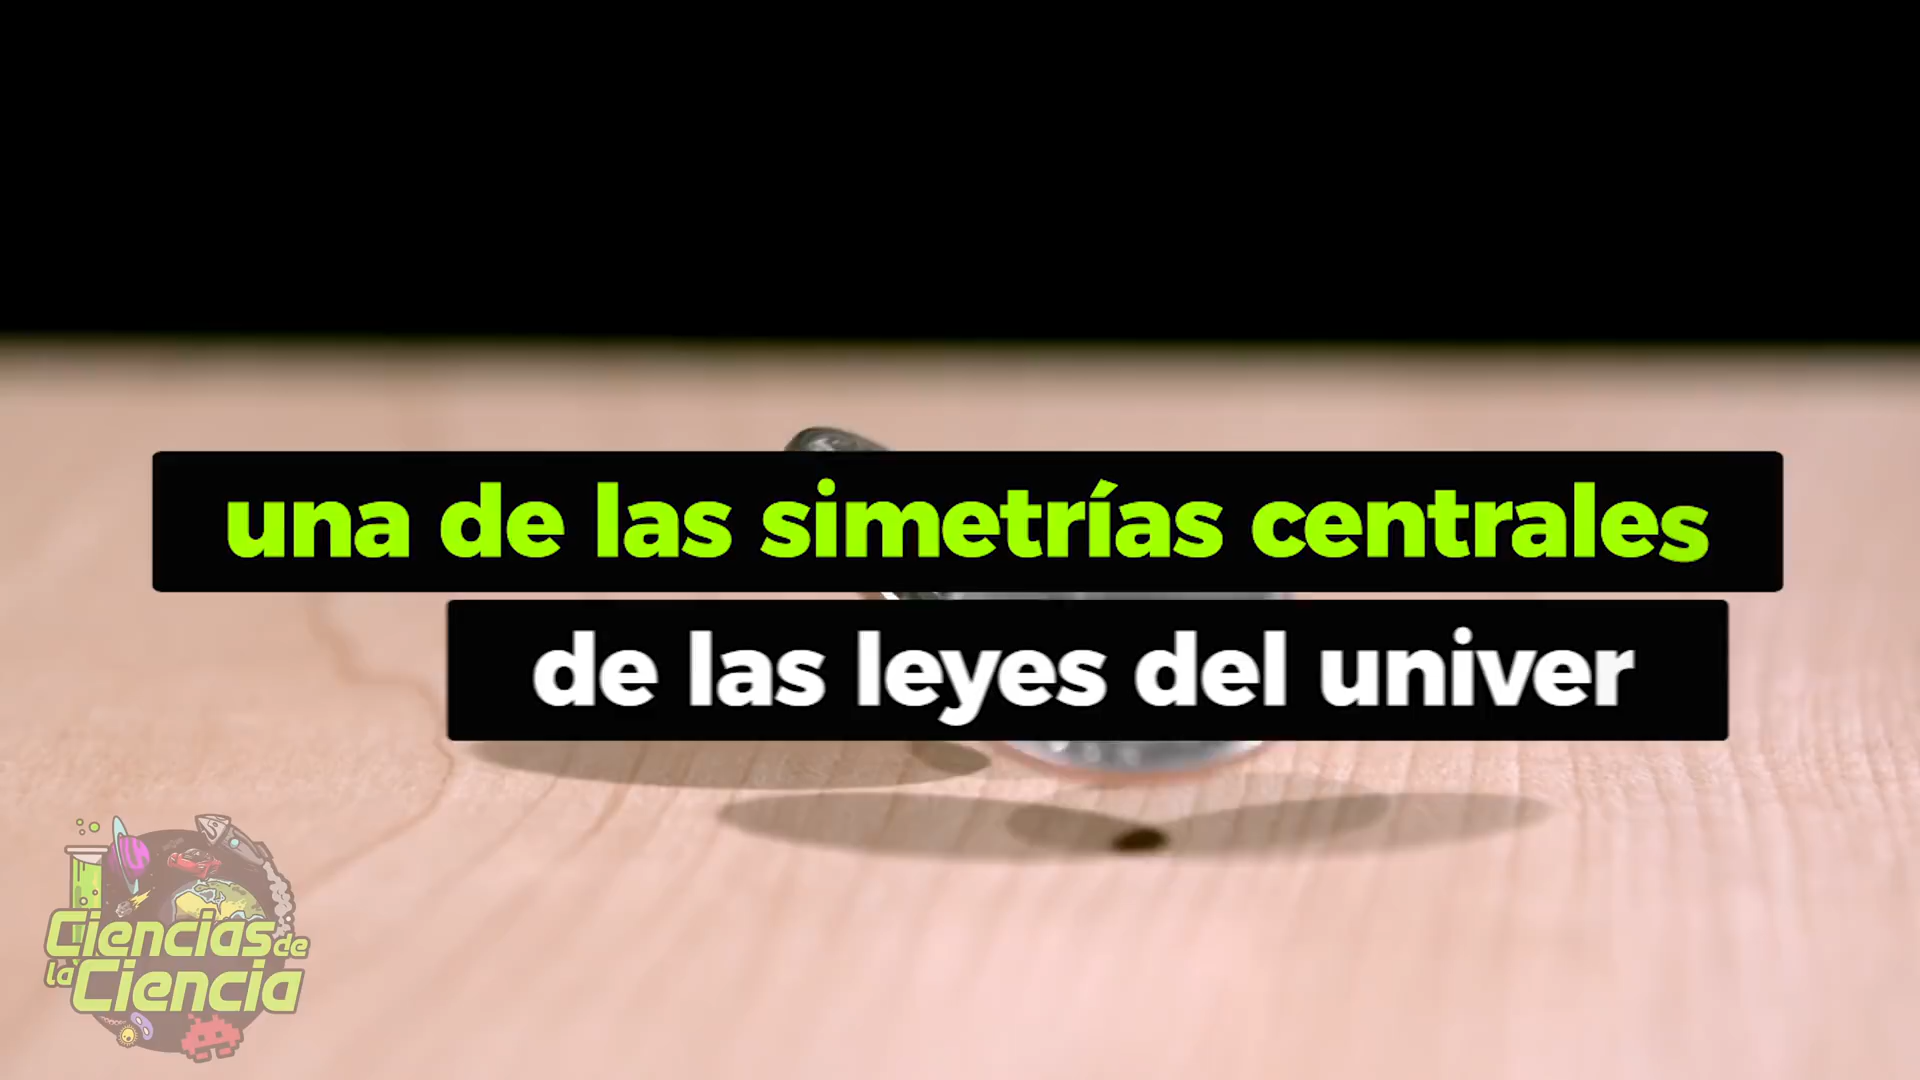 una de las simetrías centrales
de las leyes del univer
Ciencias de
la Ciencia